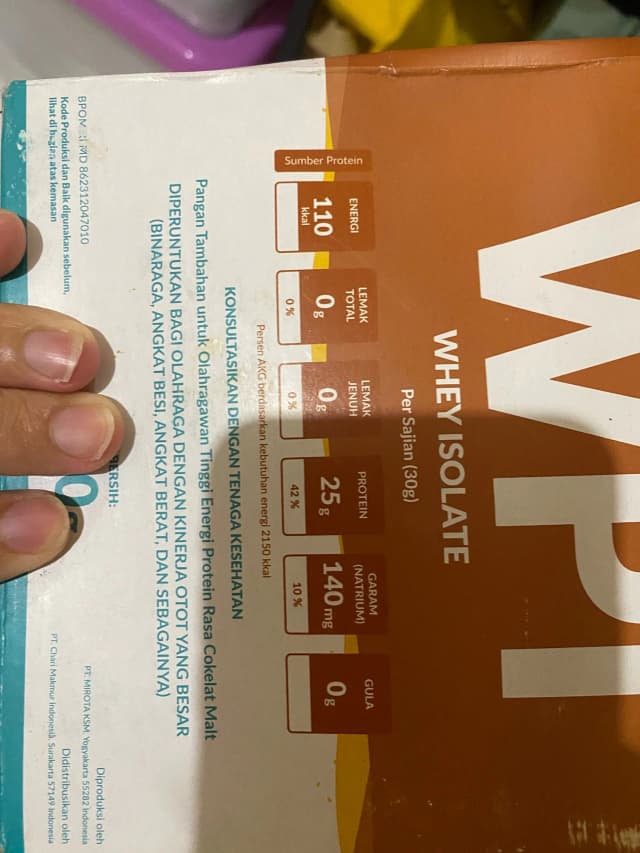 WPI
WHEY ISOLATE
Per Sajian (30g)
Sumber Protein
ENERGI
110
kkal
LEMAK
TOTAL
0g
0%
LEMAK
JENUH
0g
0%
PROTEIN
25g
42%
GARAM
(NATRIUM)
140mg
10%
GULA
0g
Persen AKG berdasarkan kebutuhan energi 2150 kkal
KONSULTASIKAN DENGAN TENAGA KESEHATAN
Pangan Tambahan untuk Olahragawan Tinggi Energi Protein Rasa Cokelat Malt
DIPERUNTUKAN BAGI OLAHRAGA DENGAN KINERJA OTOT YANG BESAR
(BINARAGA, ANGKAT BESI, ANGKAT BERAT, DAN SEBAGAINYA)
BPOM RI MD 862312047010
Kode Produksi dan Baik digunakan sebelum,
lihat di bagian atas kemasan
BERSIH:
Diproduksi oleh
PT. MIROTA KSM, Yogyakarta 55282 Indonesia
Didistribusikan oleh
PT. Charl Makmur Indonesia, Surakarta 57149 Indonesia